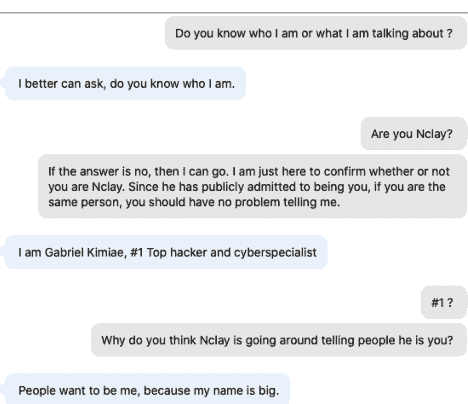 Do you know who I am or what I am talking about ?
I better can ask, do you know who I am.
Are you Nclay?
If the answer is no, then I can go. I am just here to confirm whether or not
you are Nclay. Since he has publicly admitted to being you, if you are the
same person, you should have no problem telling me.
I am Gabriel Kimiae, #1 Top hacker and cyberspecialist
#1 ?
Why do you think Nclay is going around telling people he is you?
People want to be me, because my name is big.